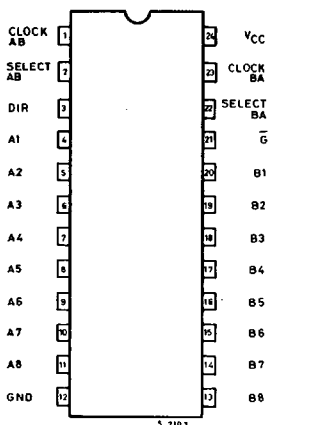 CLOCK AB 1
SELECT AB 2
DIR 3
A1 4
A2 5
A3 6
A4 7
A5 8
A6 9
A7 10
A8 11
GND 12
24 VCC
23 CLOCK BA
22 SELECT BA
21 G̅
20 B1
19 B2
18 B3
17 B4
16 B5
15 B6
14 B7
13 B8